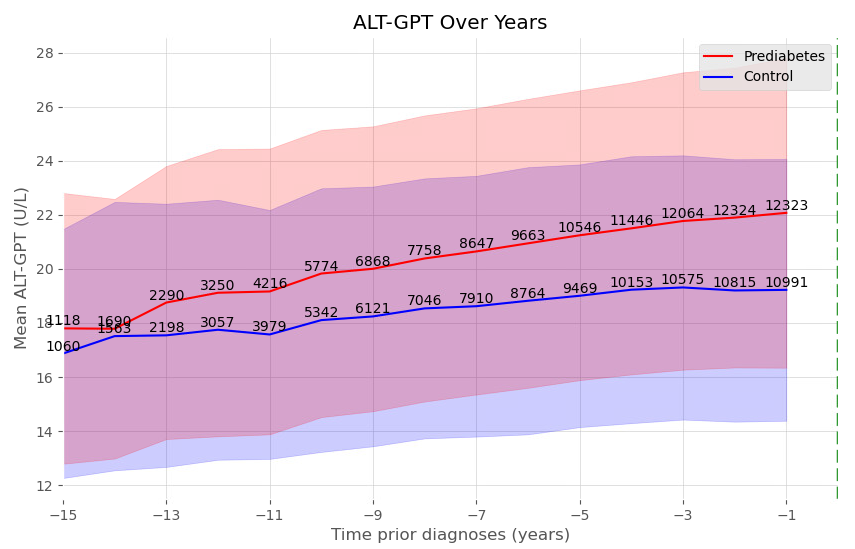 ALT-GPT Over Years
Mean ALT-GPT (U/L)
28
26
24
22
20
18
16
14
12
Prediabetes
Control
1118 1690 2290 3250 4216 5774 6868 7758 8647 9663 10546 11446 12064 12324 12323
1060 1563 2198 3057 3979 5342 6121 7046 7910 8764 9469 10153 10575 10815 10991
−15 −13 −11 −9 −7 −5 −3 −1
Time prior diagnoses (years)